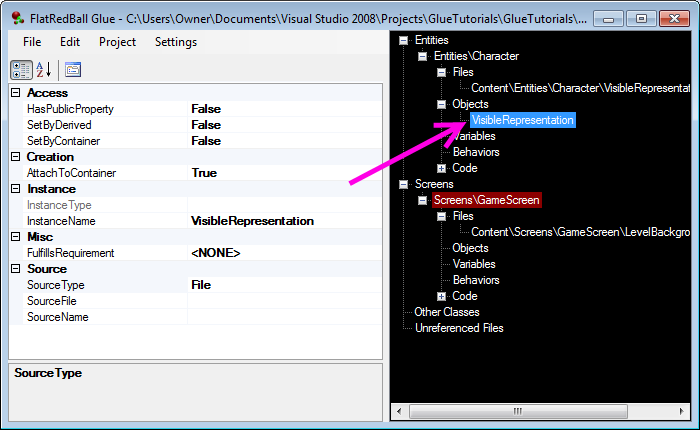 FlatRedBall Glue - C:\Users\Owner\Documents\Visual Studio 2008\Projects\GlueTutorials\GlueTutorials\...
File Edit Project Settings
Access
HasPublicProperty False
SetByDerived False
SetByContainer False
Creation
AttachToContainer True
Instance
InstanceType
InstanceName VisibleRepresentation
Misc
FulfillsRequirement <NONE>
Source
SourceType File
SourceFile
SourceName
SourceType
Entities
Entities\Character
Files
Content\Entities\Character\VisibleRepresenta
Objects
VisibleRepresentation
Variables
Behaviors
Code
Screens
Screens\GameScreen
Files
Content\Screens\GameScreen\LevelBackgro
Objects
Variables
Behaviors
Code
Other Classes
Unreferenced Files